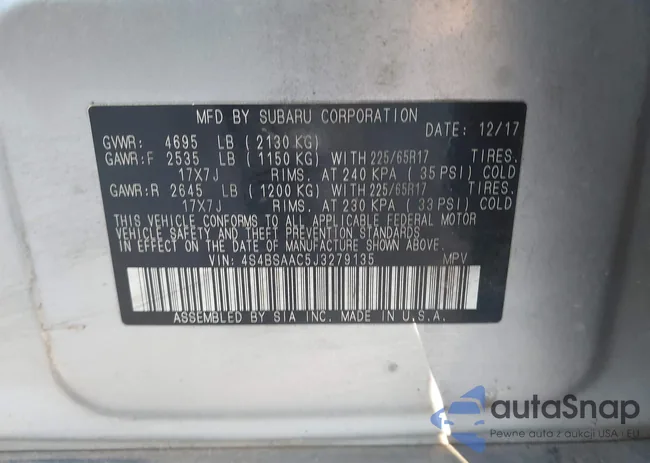 MFD BY SUBARU CORPORATION
DATE: 12/17
GVWR: 4695 LB (2130 KG)
GAWR:F 2535 LB (1150 KG) WITH 225/65R17 TIRES.
17X7J RIMS, AT 240 KPA (35 PSI) COLD
GAWR:R 2645 LB (1200 KG) WITH 225/65R17 TIRES.
17X7J RIMS, AT 230 KPA (33 PSI) COLD
THIS VEHICLE CONFORMS TO ALL APPLICABLE FEDERAL MOTOR
VEHICLE SAFETY AND THEFT PREVENTION STANDARDS
IN EFFECT ON THE DATE OF MANUFACTURE SHOWN ABOVE.
VIN: 4S4BSAAC5J3279135 MPV
ASSEMBLED BY SIA INC. MADE IN U.S.A.
autaSnap
Pewne auta z aukcji USA i EU